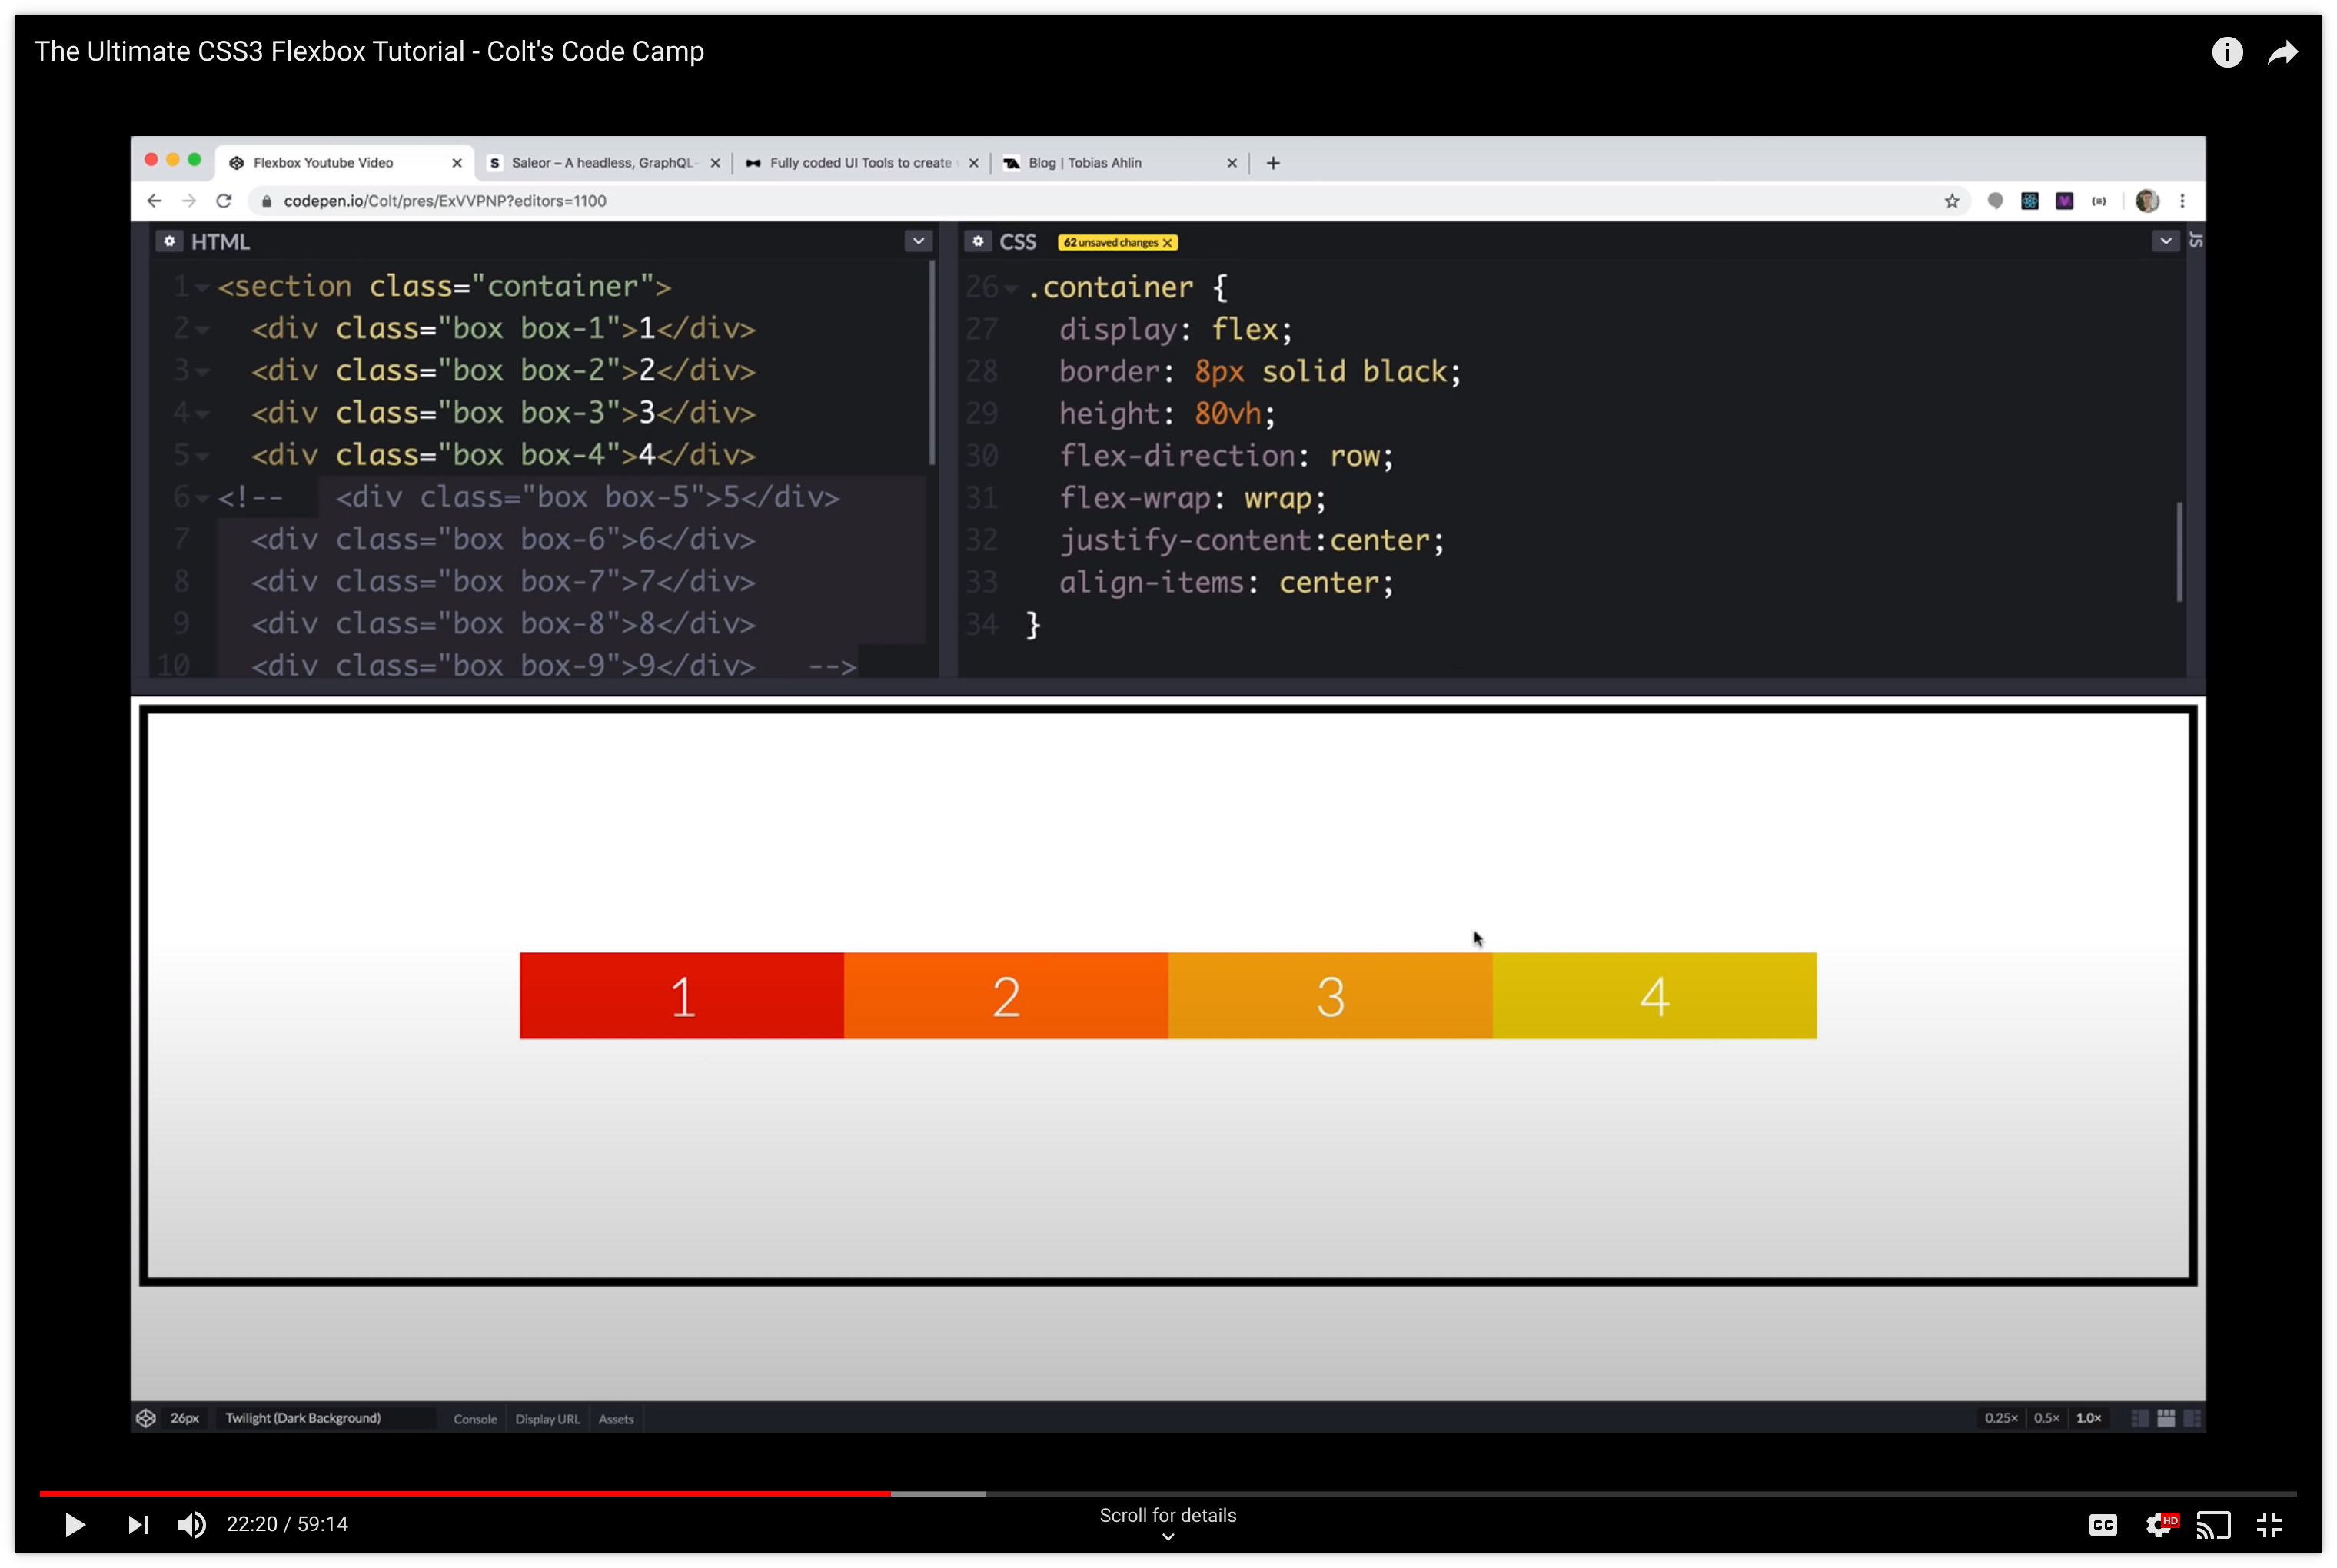 The Ultimate CSS3 Flexbox Tutorial - Colt's Code Camp
Flexbox Youtube Video
Saleor – A headless, GraphQL-
Fully coded UI Tools to create
Blog | Tobias Ahlin
codepen.io/Colt/pres/ExVVPNP?editors=1100
HTML
1 <section class="container">
2 <div class="box box-1">1</div>
3 <div class="box box-2">2</div>
4 <div class="box box-3">3</div>
5 <div class="box box-4">4</div>
6 <!-- <div class="box box-5">5</div>
7 <div class="box box-6">6</div>
8 <div class="box box-7">7</div>
9 <div class="box box-8">8</div>
10 <div class="box box-9">9</div> -->
CSS 62 unsaved changes X
JS
26 .container {
27 display: flex;
28 border: 8px solid black;
29 height: 80vh;
30 flex-direction: row;
31 flex-wrap: wrap;
32 justify-content:center;
33 align-items: center;
34 }
1 2 3 4
26px Twilight (Dark Background) Console Display URL Assets 0.25× 0.5× 1.0×
Scroll for details
22:20 / 59:14
CC HD